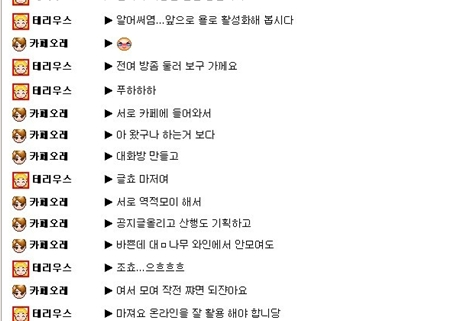 테리우스 ▶ 알어써염...앞으로 욜로 활성화해 봅시다
카페오레 ▶
테리우스 ▶ 전여 방좀 둘러 보구 가께요
테리우스 ▶ 푸하하하
카페오레 ▶ 서로 카페에 들어와서
카페오레 ▶ 아 왔구나 하는거 보다
카페오레 ▶ 대화방 만들고
테리우스 ▶ 글쵸 마저여
카페오레 ▶ 서로 역적모이 해서
카페오레 ▶ 공지글올리고 산행도 기획하고
카페오레 ▶ 바쁜데 대ㅁ나무 와인에서 안모여도
테리우스 ▶ 조쵸...으흐흐흐
카페오레 ▶ 여서 모여 작전 짜면 되쟌아요
테리우스 ▶ 마져요 온라인을 잘 활용 해야 합니당